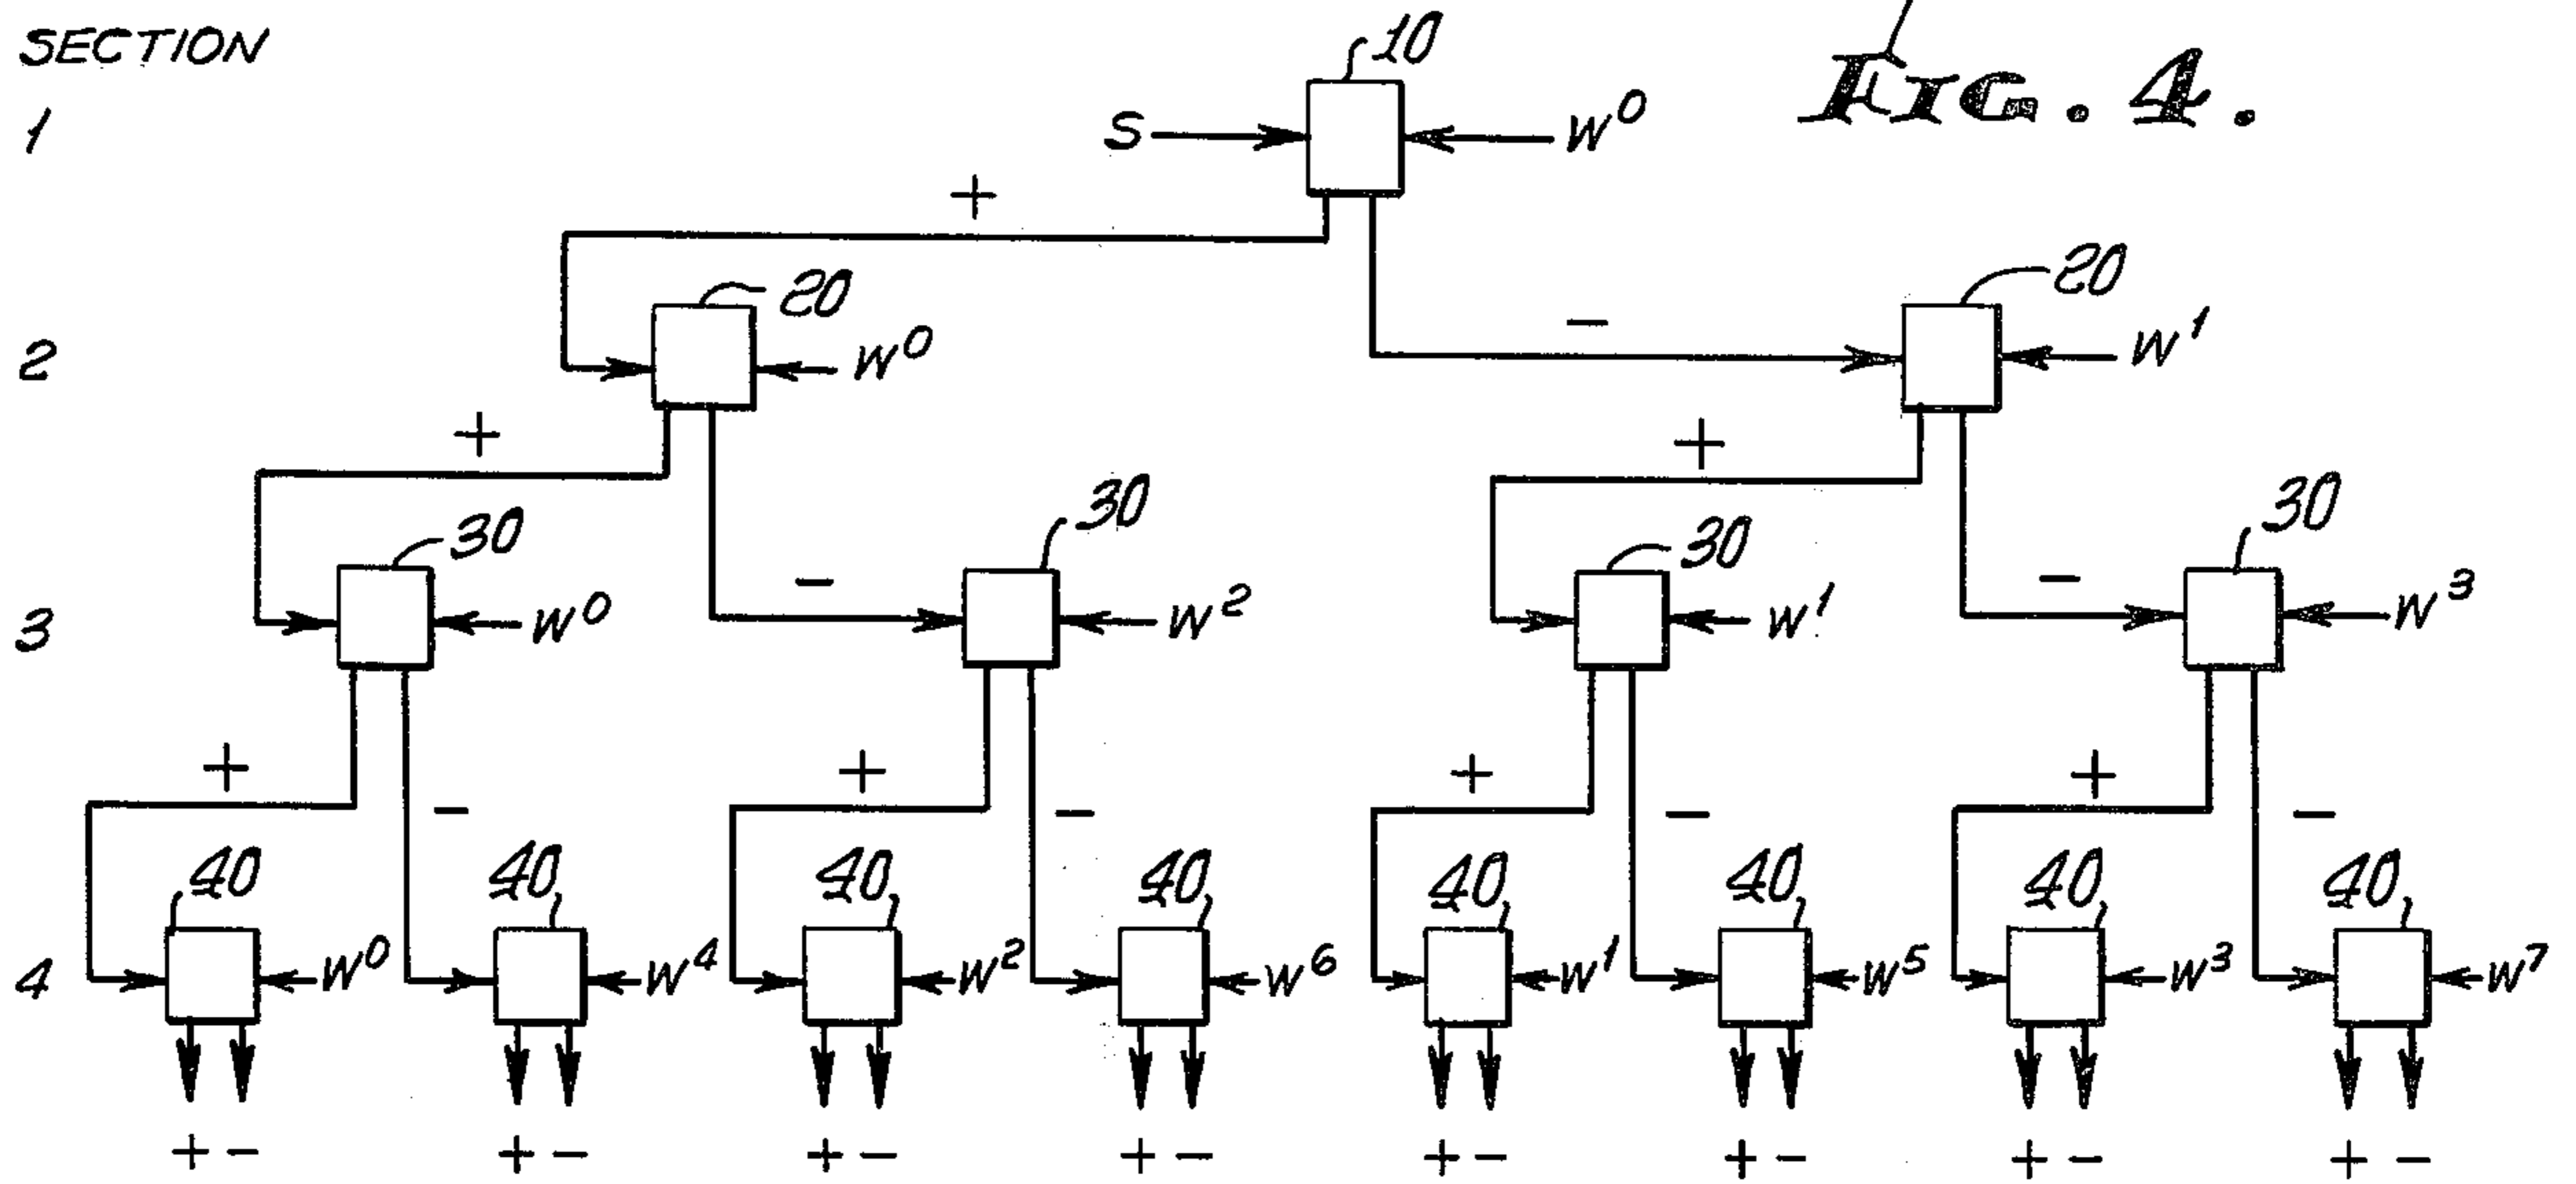 SECTION
10
FIG. 4.
1
S
W⁰
+
20
20
−
2
W⁰
W¹
+
+
30
30
30
30
3
−
−
W⁰
W²
W¹
W³
+
+
+
+
−
−
−
−
40
40
40
40
40
40
40
40
4
W⁰
W⁴
W²
W⁶
W¹
W⁵
W³
W⁷
+ −
+ −
+ −
+ −
+ −
+ −
+ −
+ −